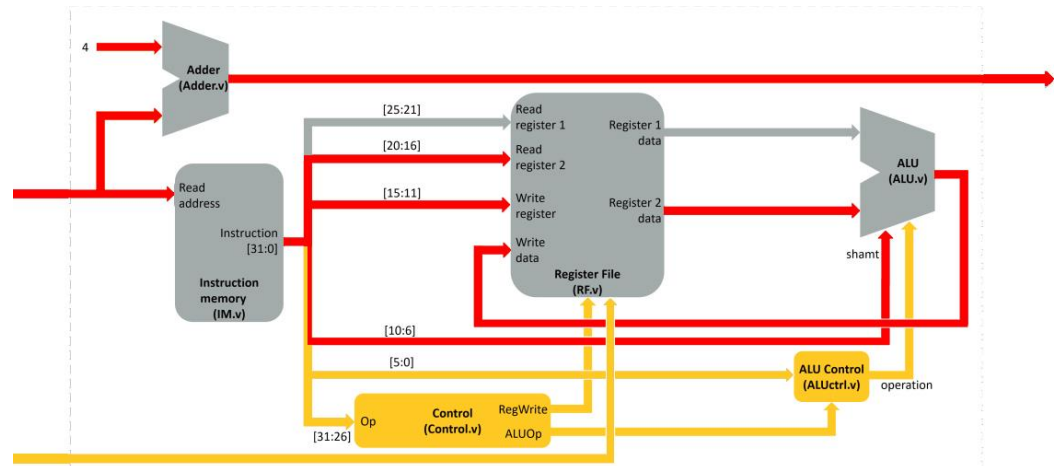 4
Adder
(Adder.v)
[25:21]
[20:16]
[15:11]
Read
address
Instruction
[31:0]
Instruction
memory
(IM.v)
Read
register 1
Read
register 2
Write
register
Write
data
Register 1
data
Register 2
data
Register File
(RF.v)
ALU
(ALU.v)
shamt
[10:6]
[5:0]
ALU Control
(ALUctrl.v)
operation
[31:26]
Op
Control
(Control.v)
RegWrite
ALUOp